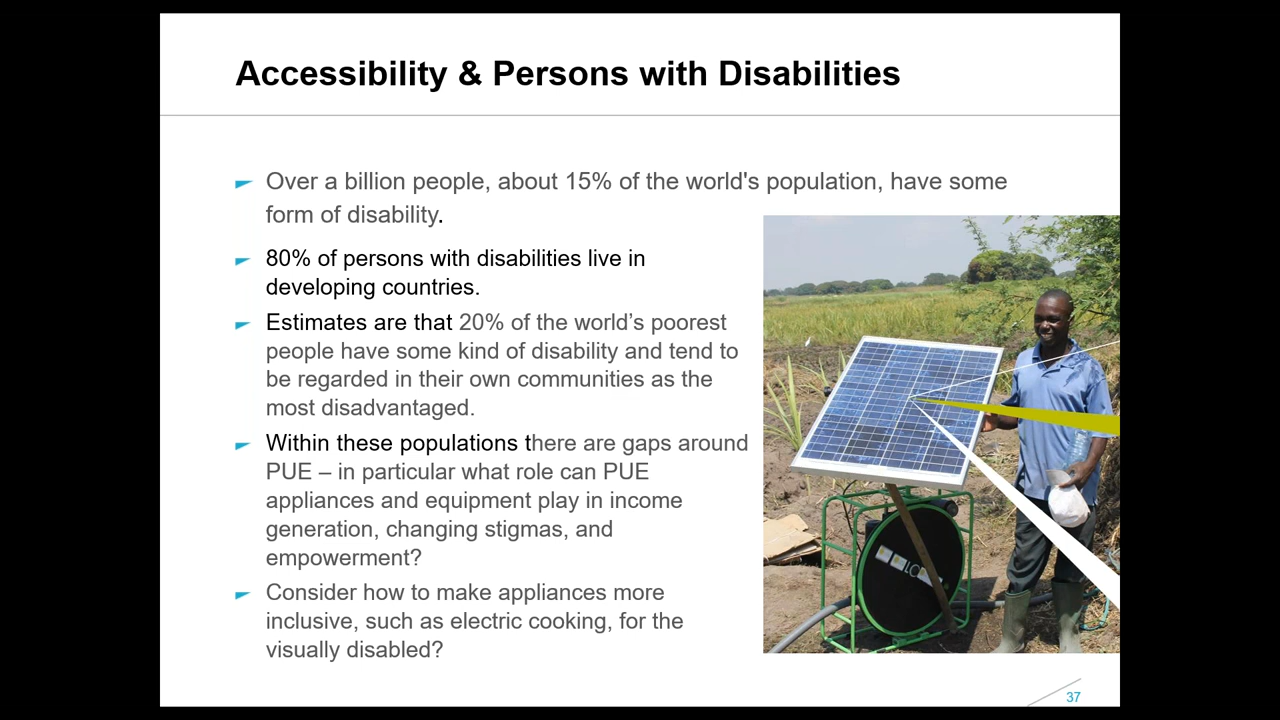 Accessibility & Persons with Disabilities
Over a billion people, about 15% of the world's population, have some
form of disability.
80% of persons with disabilities live in
developing countries.
Estimates are that 20% of the world’s poorest
people have some kind of disability and tend to
be regarded in their own communities as the
most disadvantaged.
Within these populations there are gaps around
PUE – in particular what role can PUE
appliances and equipment play in income
generation, changing stigmas, and
empowerment?
Consider how to make appliances more
inclusive, such as electric cooking, for the
visually disabled?
37